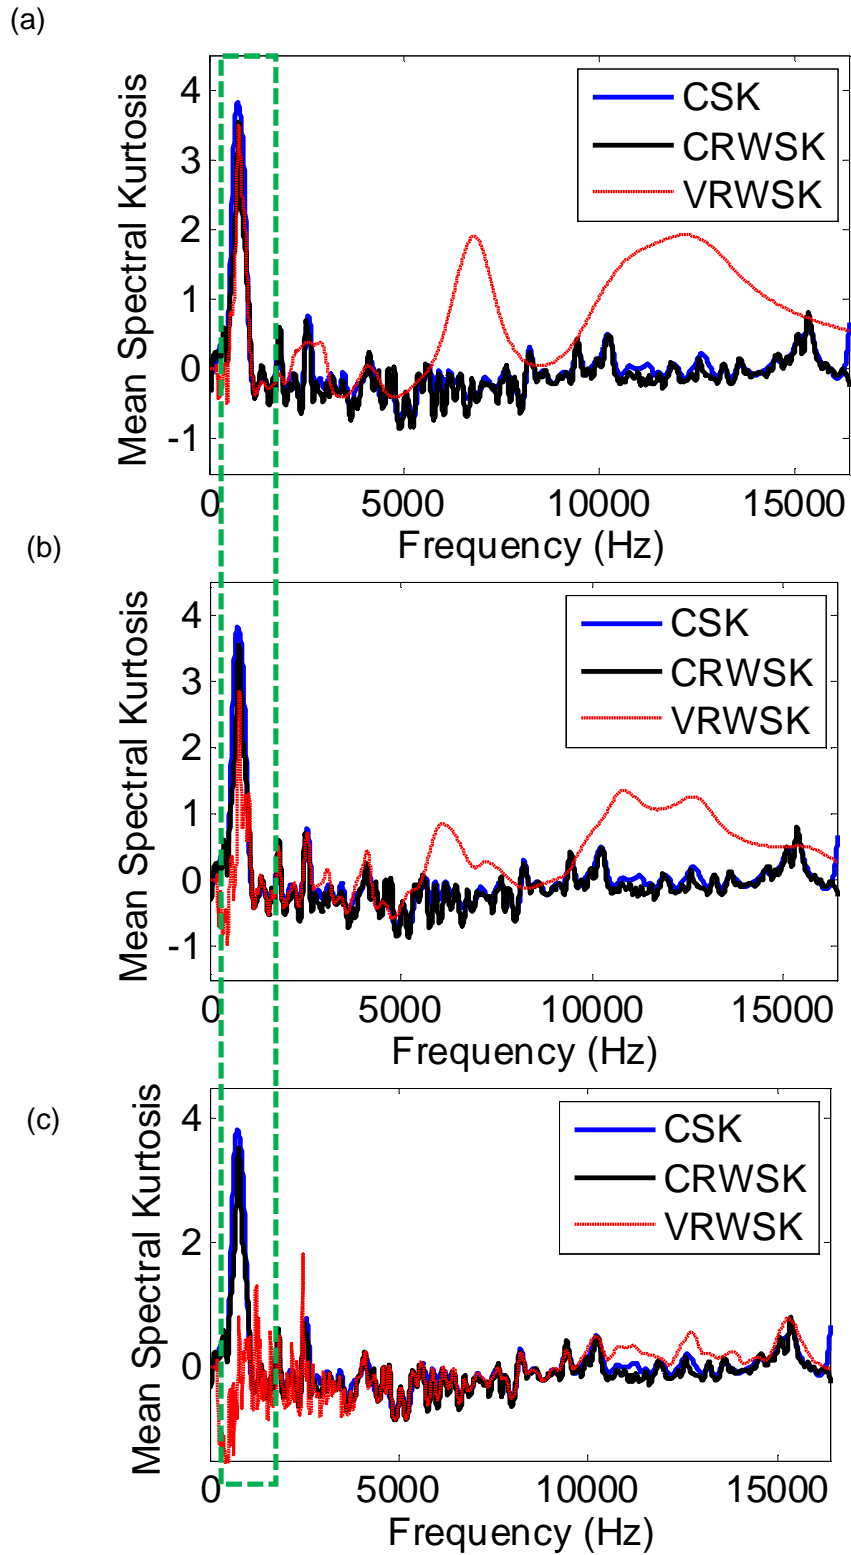 (a)
Mean Spectral Kurtosis
4
3
2
1
0
-1
CSK
CRWSK
VRWSK
0 5000 10000 15000
Frequency (Hz)
(b)
Mean Spectral Kurtosis
4
3
2
1
0
-1
CSK
CRWSK
VRWSK
0 5000 10000 15000
Frequency (Hz)
(c)
Mean Spectral Kurtosis
4
2
0
CSK
CRWSK
VRWSK
0 5000 10000 15000
Frequency (Hz)